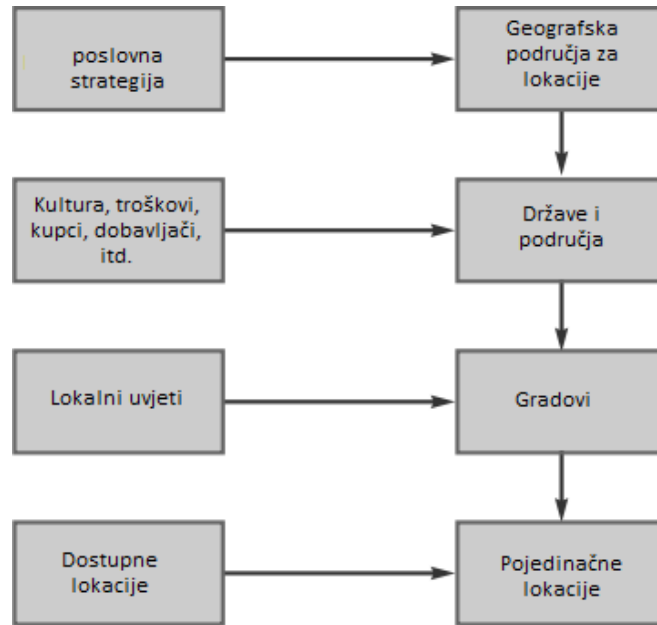 poslovna
strategija
Geografska
područja za
lokacije
Kultura, troškovi,
kupci, dobavljači,
itd.
Države i
područja
Lokalni uvjeti
Gradovi
Dostupne
lokacije
Pojedinačne
lokacije